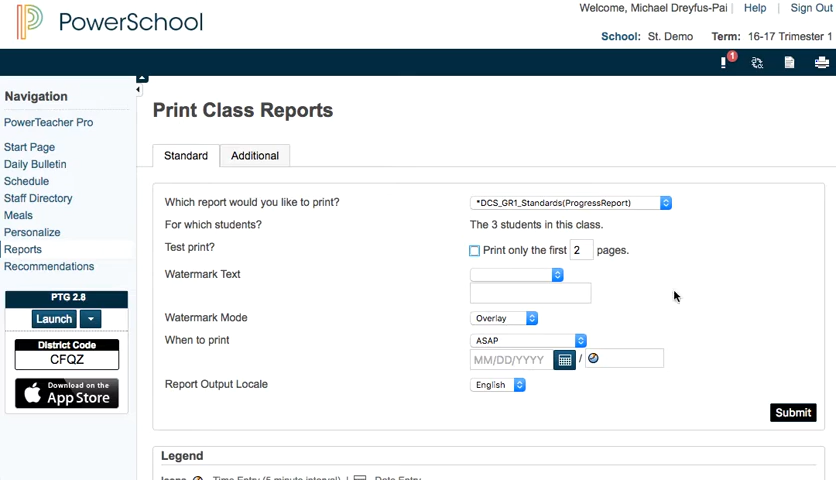 PowerSchool
Welcome, Michael Dreyfus-Pai | Help | Sign Out
School: St. Demo Term: 16-17 Trimester 1
1
Navigation
PowerTeacher Pro
Start Page
Daily Bulletin
Schedule
Staff Directory
Meals
Personalize
Reports
Recommendations
PTG 2.8
Launch
District Code
CFQZ
Download on the
App Store
Print Class Reports
Standard
Additional
Which report would you like to print? *DCS_GR1_Standards(ProgressReport)
For which students? The 3 students in this class.
Test print? Print only the first 2 pages.
Watermark Text
Watermark Mode Overlay
When to print ASAP
MM/DD/YYYY /
Report Output Locale English
Submit
Legend
Icons Time Entry (5 minute interval) | Date Entry